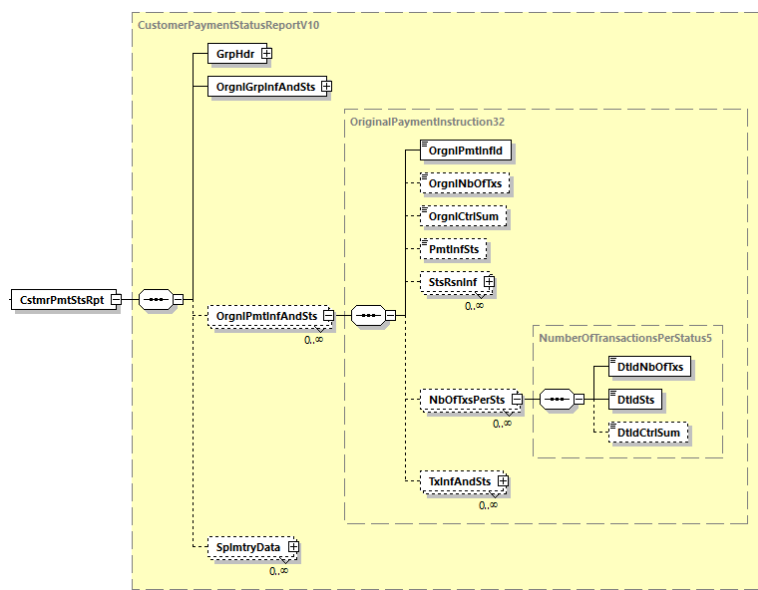 CustomerPaymentStatusReportV10
GrpHdr
OrgnlGrpInfAndSts
OriginalPaymentInstruction32
OrgnlPmtInfId
OrgnlNbOfTxs
OrgnlCtrlSum
PmtInfSts
StsRsnInf
0..∞
CstmrPmtStsRpt
OrgnlPmtInfAndSts
0..∞
NumberOfTransactionsPerStatus5
DtldNbOfTxs
NbOfTxsPerSts
0..∞
DtldSts
DtldCtrlSum
TxInfAndSts
0..∞
SplmtryData
0..∞